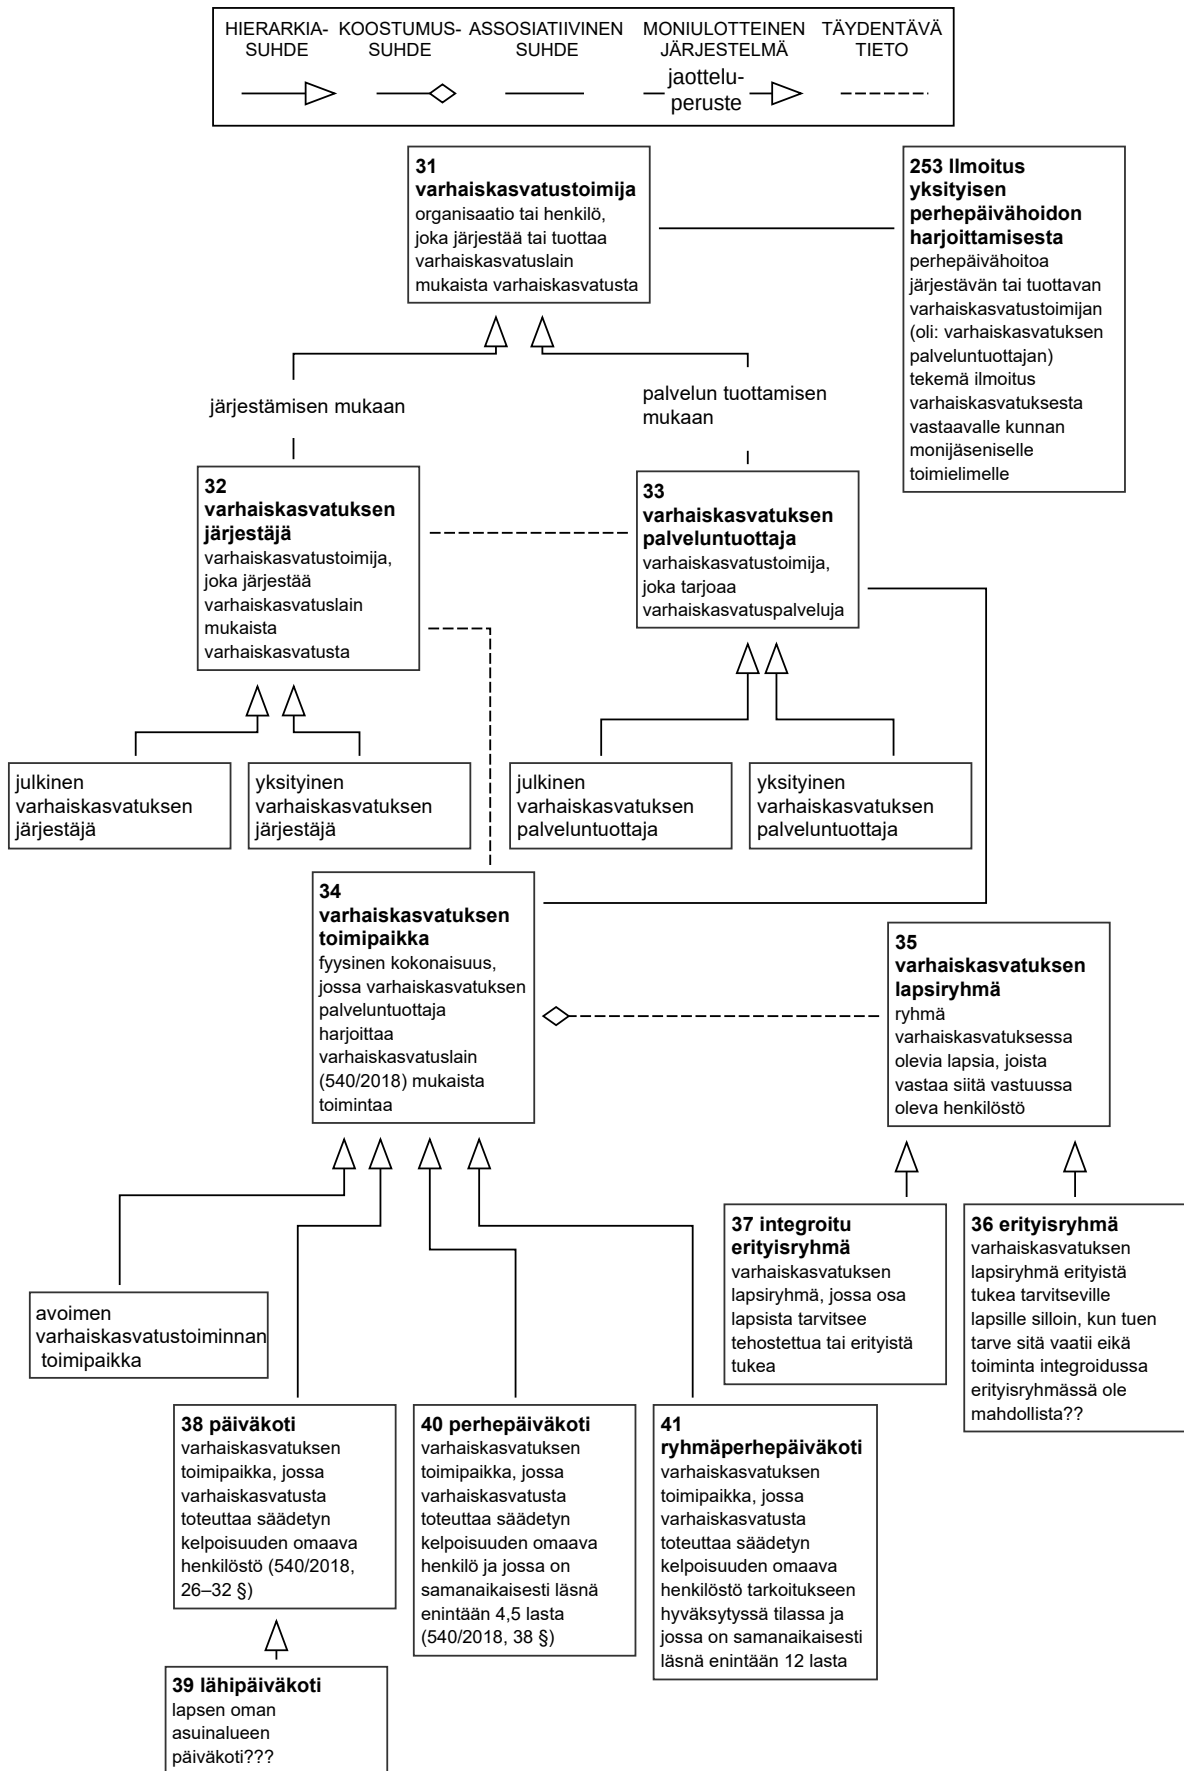 HIERARKIA-
SUHDE
KOOSTUMUS-
SUHDE
ASSOSIATIIVINEN
SUHDE
MONIULOTTEINEN
JÄRJESTELMÄ
TÄYDENTÄVÄ
TIETO
jaottelu-
peruste
31
varhaiskasvatustoimija
organisaatio tai henkilö,
joka järjestää tai tuottaa
varhaiskasvatuslain
mukaista varhaiskasvatusta
253 Ilmoitus
yksityisen
perhepäivähoidon
harjoittamisesta
perhepäivähoitoa
järjestävän tai tuottavan
varhaiskasvatustoimijan
(oli: varhaiskasvatuksen
palveluntuottajan)
tekemä ilmoitus
varhaiskasvatuksesta
vastaavalle kunnan
monijäseniselle
toimielimelle
järjestämisen mukaan
palvelun tuottamisen
mukaan
32
varhaiskasvatuksen
järjestäjä
varhaiskasvatustoimija,
joka järjestää
varhaiskasvatuslain
mukaista
varhaiskasvatusta
33
varhaiskasvatuksen
palveluntuottaja
varhaiskasvatustoimija,
joka tarjoaa
varhaiskasvatuspalveluja
julkinen
varhaiskasvatuksen
järjestäjä
yksityinen
varhaiskasvatuksen
järjestäjä
julkinen
varhaiskasvatuksen
palveluntuottaja
yksityinen
varhaiskasvatuksen
palveluntuottaja
34
varhaiskasvatuksen
toimipaikka
fyysinen kokonaisuus,
jossa varhaiskasvatuksen
palveluntuottaja
harjoittaa
varhaiskasvatuslain
(540/2018) mukaista
toimintaa
35
varhaiskasvatuksen
lapsiryhmä
ryhmä
varhaiskasvatuksessa
olevia lapsia, joista
vastaa siitä vastuussa
oleva henkilöstö
37 integroitu
erityisryhmä
varhaiskasvatuksen
lapsiryhmä, jossa osa
lapsista tarvitsee
tehostettua tai erityistä
tukea
36 erityisryhmä
varhaiskasvatuksen
lapsiryhmä erityistä
tukea tarvitseville
lapsille silloin, kun tuen
tarve sitä vaatii eikä
toiminta integroidussa
erityisryhmässä ole
mahdollista??
avoimen
varhaiskasvatustoiminnan
toimipaikka
38 päiväkoti
varhaiskasvatuksen
toimipaikka, jossa
varhaiskasvatusta
toteuttaa säädetyn
kelpoisuuden omaava
henkilöstö (540/2018,
26–32 §)
40 perhepäiväkoti
varhaiskasvatuksen
toimipaikka, jossa
varhaiskasvatusta
toteuttaa säädetyn
kelpoisuuden omaava
henkilö ja jossa on
samanaikaisesti läsnä
enintään 4,5 lasta
(540/2018, 38 §)
41
ryhmäperhepäiväkoti
varhaiskasvatuksen
toimipaikka, jossa
varhaiskasvatusta
toteuttaa säädetyn
kelpoisuuden omaava
henkilöstö tarkoitukseen
hyväksytyssä tilassa ja
jossa on samanaikaisesti
läsnä enintään 12 lasta
39 lähipäiväkoti
lapsen oman
asuinalueen
päiväkoti???